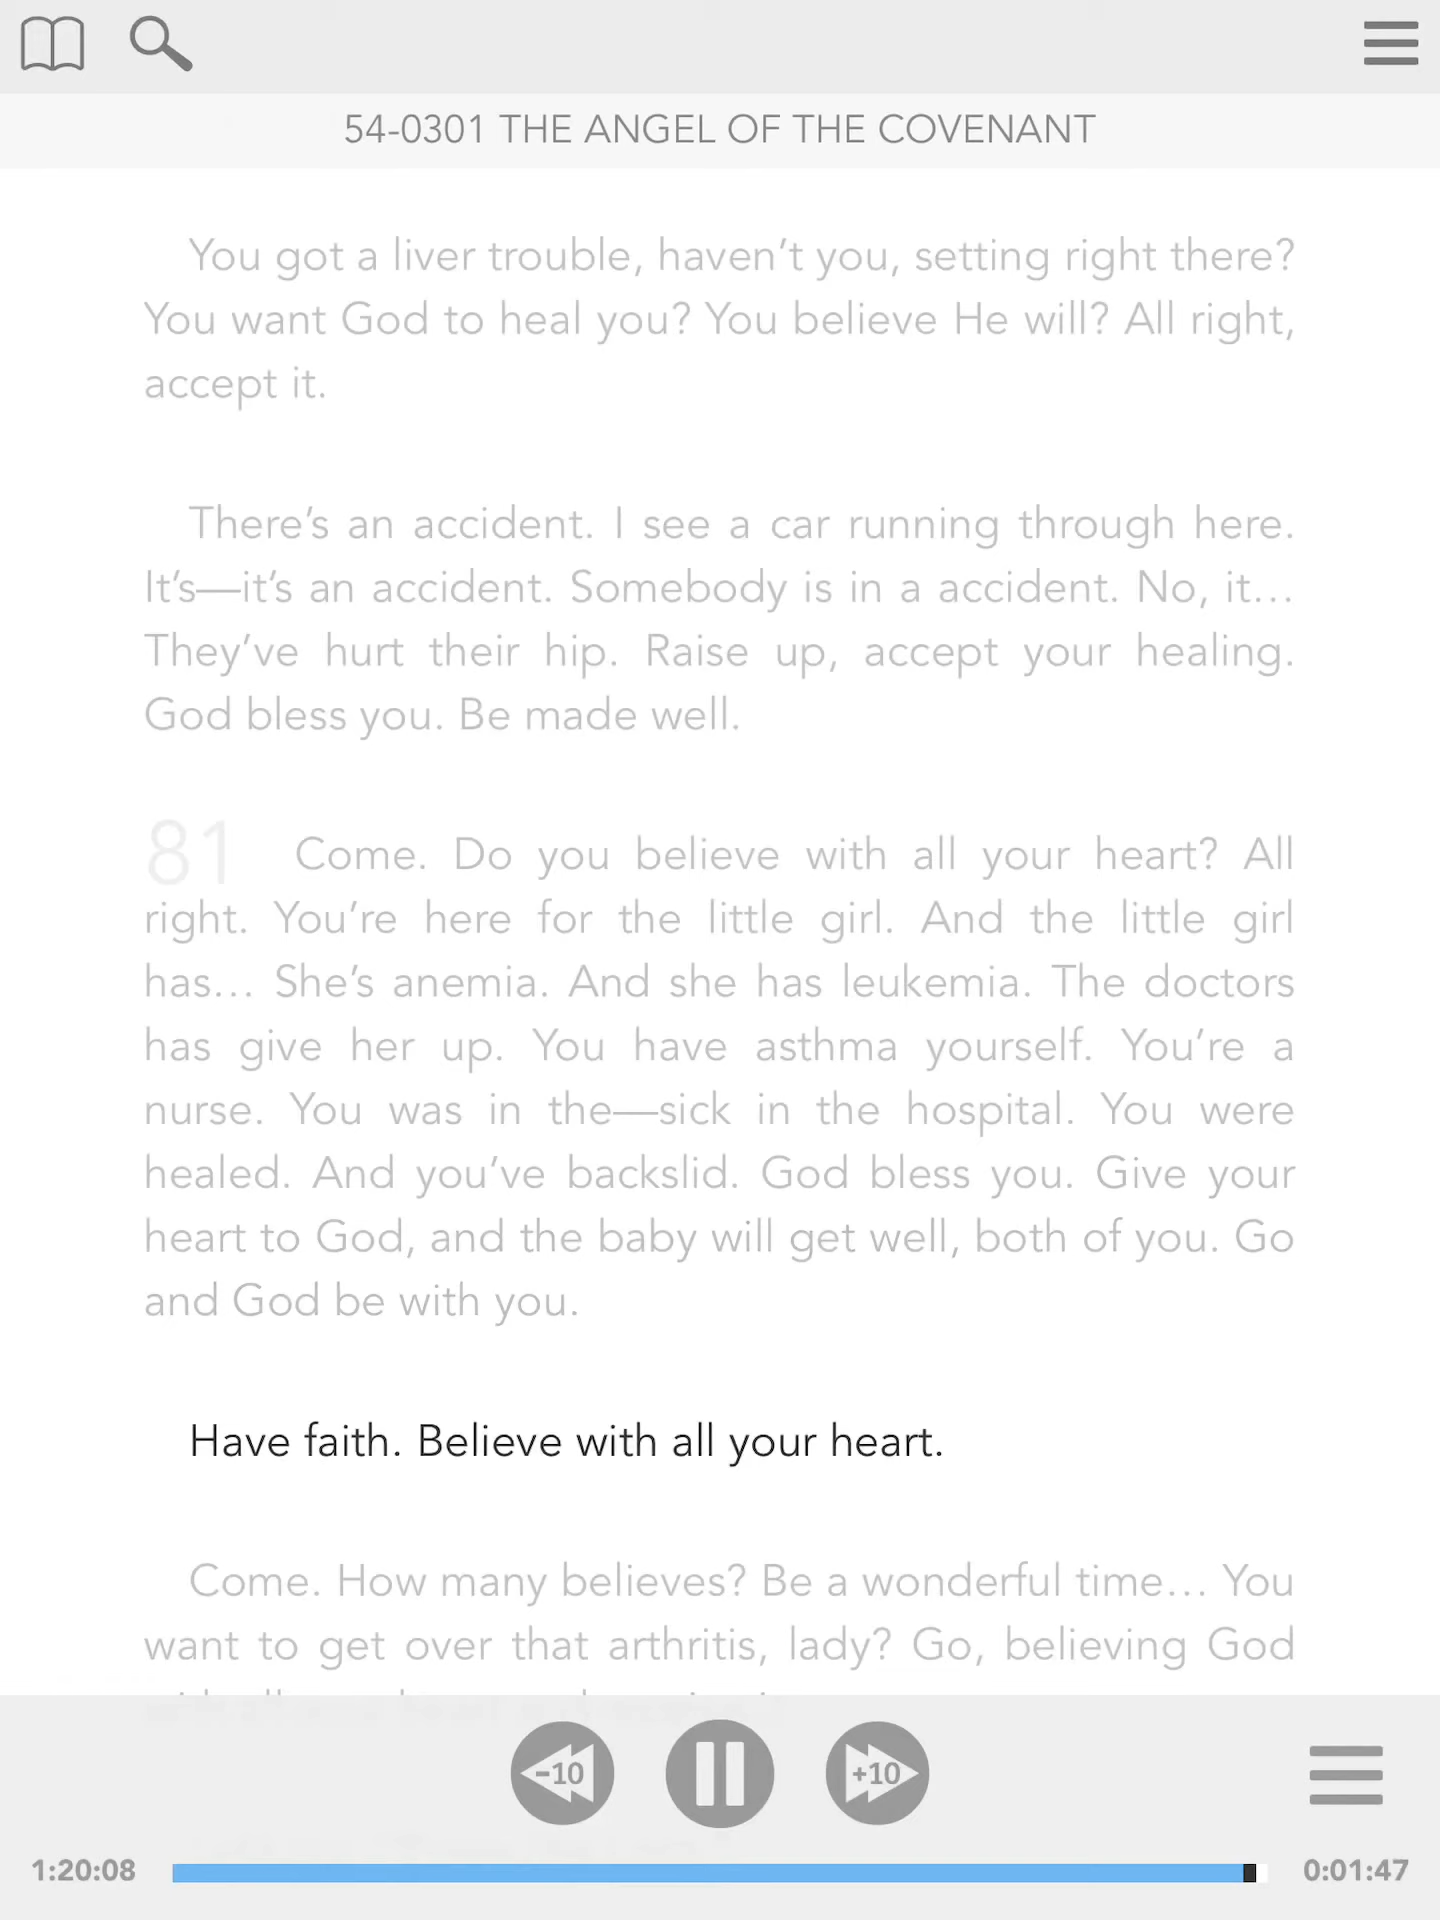 54-0301 THE ANGEL OF THE COVENANT
You got a liver trouble, haven’t you, setting right there?
You want God to heal you? You believe He will? All right,
accept it.
There’s an accident. I see a car running through here.
It’s—it’s an accident. Somebody is in a accident. No, it…
They’ve hurt their hip. Raise up, accept your healing.
God bless you. Be made well.
81 Come. Do you believe with all your heart? All
right. You’re here for the little girl. And the little girl
has… She’s anemia. And she has leukemia. The doctors
has give her up. You have asthma yourself. You’re a
nurse. You was in the—sick in the hospital. You were
healed. And you’ve backslid. God bless you. Give your
heart to God, and the baby will get well, both of you. Go
and God be with you.
Have faith. Believe with all your heart.
Come. How many believes? Be a wonderful time… You
want to get over that arthritis, lady? Go, believing God
-10 +10
1:20:08 0:01:47